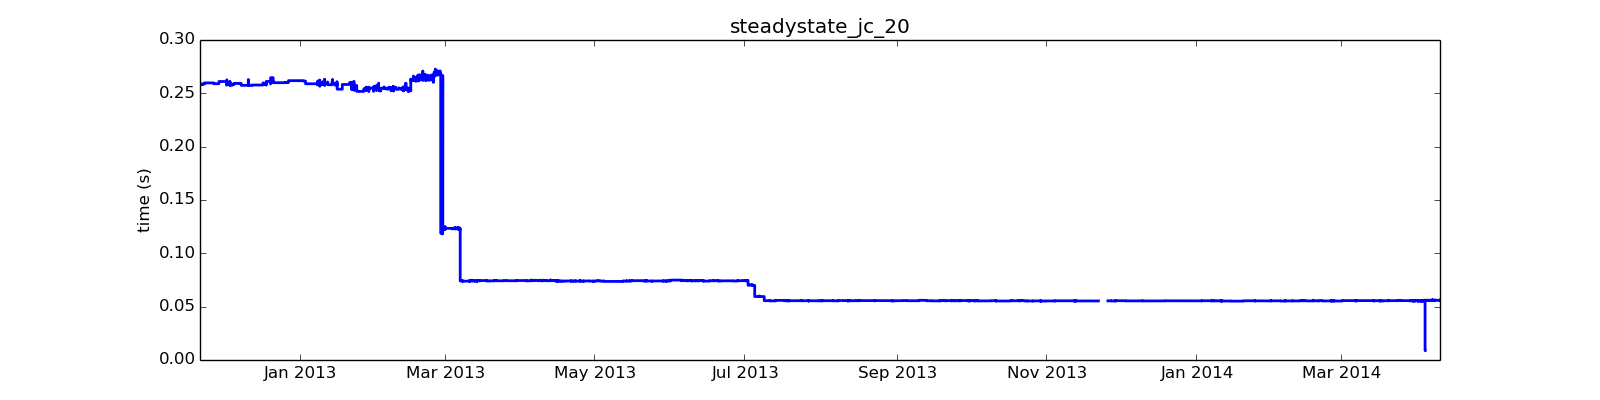 steadystate_jc_20
0.30
0.25
0.20
0.15
0.10
0.05
0.00
time (s)
Jan 2013
Mar 2013
May 2013
Jul 2013
Sep 2013
Nov 2013
Jan 2014
Mar 2014